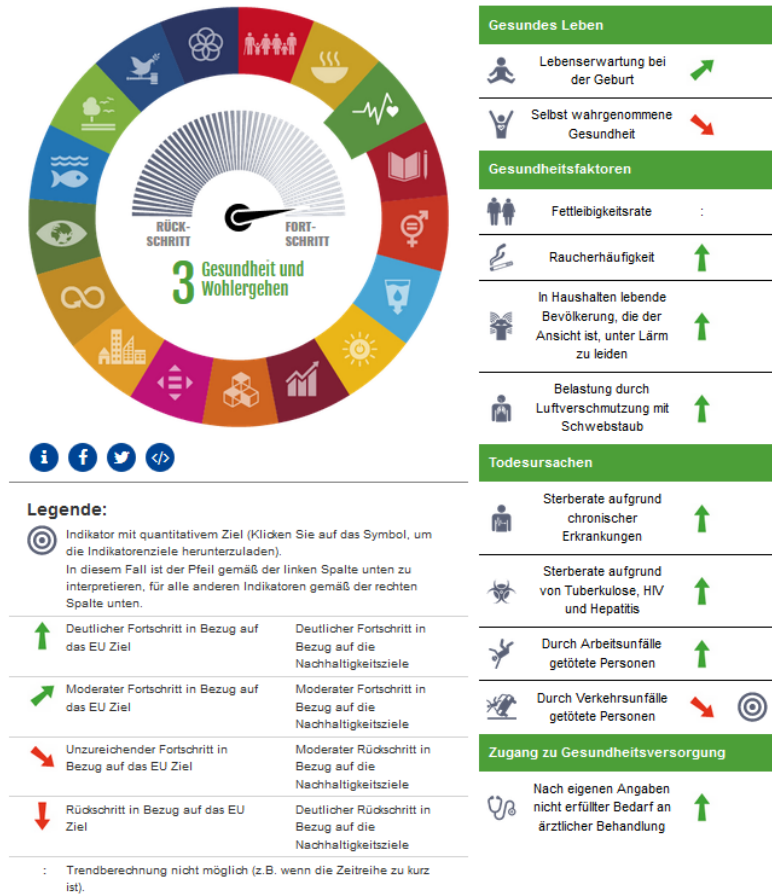 RÜCK-
SCHRITT
FORT-
SCHRITT
3 Gesundheit und
Wohlergehen
Legende:
Indikator mit quantitativem Ziel (Klicken Sie auf das Symbol, um
die Indikatorenziele herunterzuladen).
In diesem Fall ist der Pfeil gemäß der linken Spalte unten zu
interpretieren, für alle anderen Indikatoren gemäß der rechten
Spalte unten.
Deutlicher Fortschritt in Bezug auf
das EU Ziel
Deutlicher Fortschritt in
Bezug auf die
Nachhaltigkeitsziele
Moderater Fortschritt in Bezug auf
das EU Ziel
Moderater Fortschritt in
Bezug auf die
Nachhaltigkeitsziele
Unzureichender Fortschritt in
Bezug auf das EU Ziel
Moderater Rückschritt in
Bezug auf die
Nachhaltigkeitsziele
Rückschritt in Bezug auf das EU
Ziel
Deutlicher Rückschritt in
Bezug auf die
Nachhaltigkeitsziele
: Trendberechnung nicht möglich (z.B. wenn die Zeitreihe zu kurz
ist).
Gesundes Leben
Lebenserwartung bei
der Geburt
Selbst wahrgenommene
Gesundheit
Gesundheitsfaktoren
Fettleibigkeitsrate :
Raucherhäufigkeit
In Haushalten lebende
Bevölkerung, die der
Ansicht ist, unter Lärm
zu leiden
Belastung durch
Luftverschmutzung mit
Schwebstaub
Todesursachen
Sterberate aufgrund
chronischer
Erkrankungen
Sterberate aufgrund
von Tuberkulose, HIV
und Hepatitis
Durch Arbeitsunfälle
getötete Personen
Durch Verkehrsunfälle
getötete Personen
Zugang zu Gesundheitsversorgung
Nach eigenen Angaben
nicht erfüllter Bedarf an
ärztlicher Behandlung